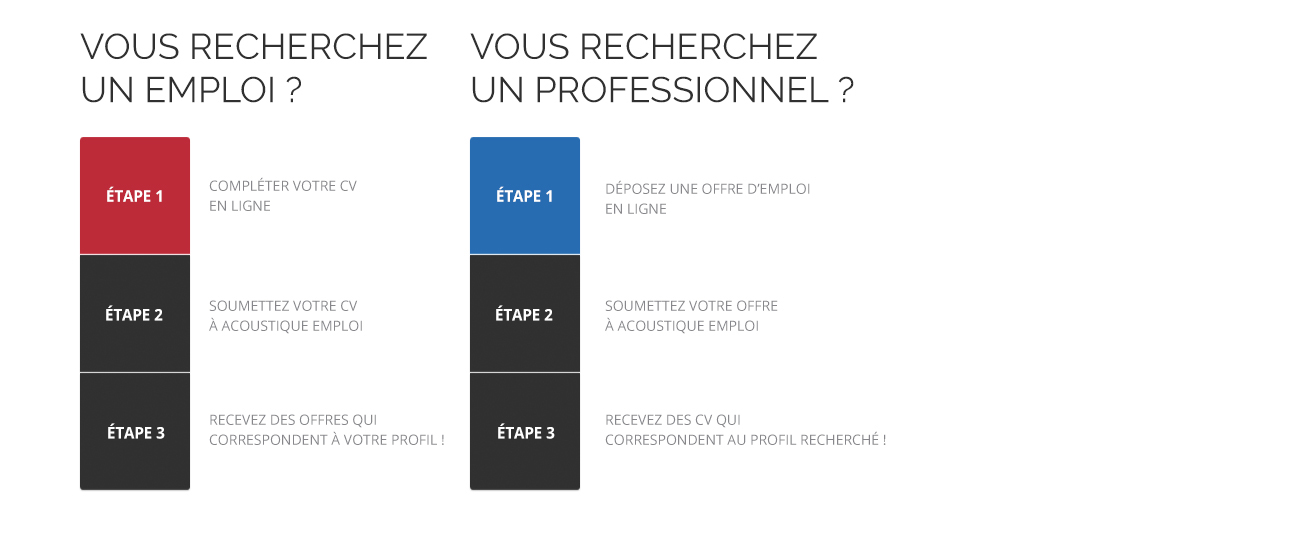 VOUS RECHERCHEZ
UN EMPLOI ?
ÉTAPE 1
COMPLÉTER VOTRE CV
EN LIGNE
ÉTAPE 2
SOUMETTEZ VOTRE CV
À ACOUSTIQUE EMPLOI
ÉTAPE 3
RECEVEZ DES OFFRES QUI
CORRESPONDENT À VOTRE PROFIL !
VOUS RECHERCHEZ
UN PROFESSIONNEL ?
ÉTAPE 1
DÉPOSEZ UNE OFFRE D’EMPLOI
EN LIGNE
ÉTAPE 2
SOUMETTEZ VOTRE OFFRE
À ACOUSTIQUE EMPLOI
ÉTAPE 3
RECEVEZ DES CV QUI
CORRESPONDENT AU PROFIL RECHERCHÉ !